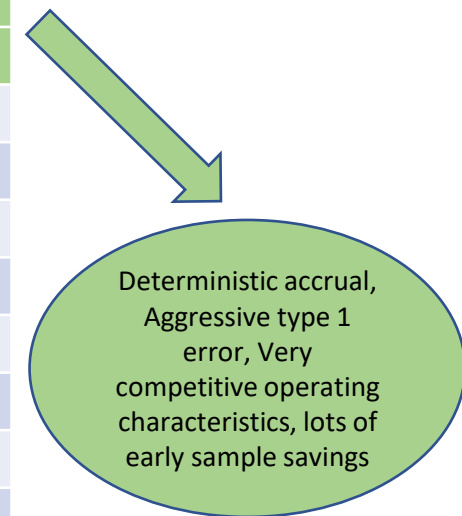 Deterministic accrual,
Aggressive type 1
error, Very
competitive operating
characteristics, lots of
early sample savings